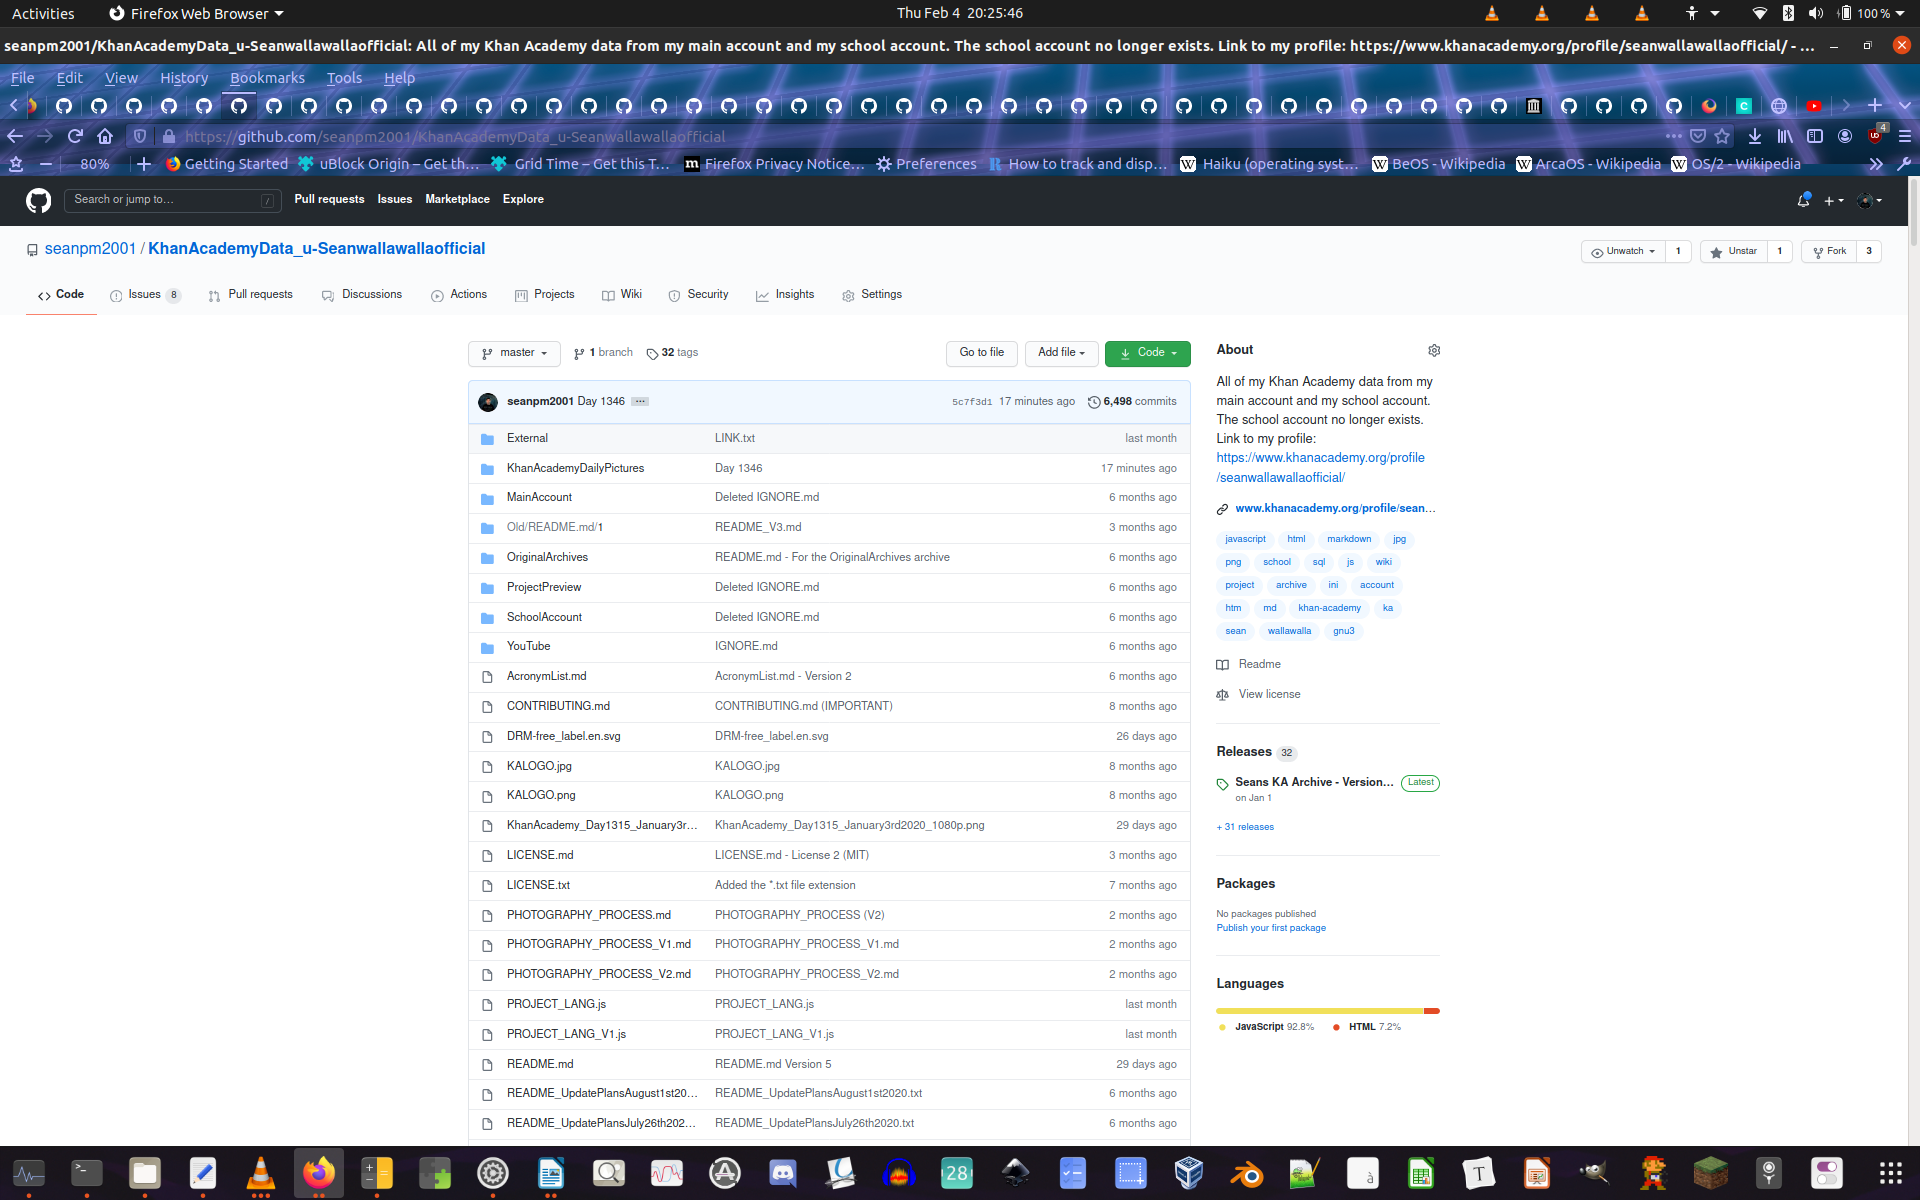 Activities
Firefox Web Browser
Thu Feb 4 20:25:46
100 %
seanpm2001/KhanAcademyData_u-Seanwallawallaofficial: All of my Khan Academy data from my main account and my school account. The school account no longer exists. Link to my profile: https://www.khanacademy.org/profile/seanwallawallaofficial/ - ...
File Edit View History Bookmarks Tools Help
https://github.com/seanpm2001/KhanAcademyData_u-Seanwallawallaofficial
4
80%
Getting Started
uBlock Origin – Get th…
Grid Time – Get this T…
Firefox Privacy Notice…
Preferences
How to track and disp…
Haiku (operating syst…
BeOS - Wikipedia
ArcaOS - Wikipedia
OS/2 - Wikipedia
Search or jump to…
/
Pull requests Issues Marketplace Explore
seanpm2001 / KhanAcademyData_u-Seanwallawallaofficial
Unwatch 1
Unstar 1
Fork 3
Code
Issues 8
Pull requests
Discussions
Actions
Projects
Wiki
Security
Insights
Settings
master
1 branch
32 tags
Go to file
Add file
Code
seanpm2001 Day 1346 ...
5c7f3d1 17 minutes ago
6,498 commits
External LINK.txt last month
KhanAcademyDailyPictures Day 1346 17 minutes ago
MainAccount Deleted IGNORE.md 6 months ago
Old/README.md/1 README_V3.md 3 months ago
OriginalArchives README.md - For the OriginalArchives archive 6 months ago
ProjectPreview Deleted IGNORE.md 6 months ago
SchoolAccount Deleted IGNORE.md 6 months ago
YouTube IGNORE.md 6 months ago
AcronymList.md AcronymList.md - Version 2 6 months ago
CONTRIBUTING.md CONTRIBUTING.md (IMPORTANT) 8 months ago
DRM-free_label.en.svg DRM-free_label.en.svg 26 days ago
KALOGO.jpg KALOGO.jpg 8 months ago
KALOGO.png KALOGO.png 8 months ago
KhanAcademy_Day1315_January3r… KhanAcademy_Day1315_January3rd2020_1080p.png 29 days ago
LICENSE.md LICENSE.md - License 2 (MIT) 3 months ago
LICENSE.txt Added the *.txt file extension 7 months ago
PHOTOGRAPHY_PROCESS.md PHOTOGRAPHY_PROCESS (V2) 2 months ago
PHOTOGRAPHY_PROCESS_V1.md PHOTOGRAPHY_PROCESS_V1.md 2 months ago
PHOTOGRAPHY_PROCESS_V2.md PHOTOGRAPHY_PROCESS_V2.md 2 months ago
PROJECT_LANG.js PROJECT_LANG.js last month
PROJECT_LANG_V1.js PROJECT_LANG_V1.js last month
README.md README.md Version 5 29 days ago
README_UpdatePlansAugust1st20… README_UpdatePlansAugust1st2020.txt 6 months ago
README_UpdatePlansJuly26th202… README_UpdatePlansJuly26th2020.txt 6 months ago
About
All of my Khan Academy data from my
main account and my school account.
The school account no longer exists.
Link to my profile:
https://www.khanacademy.org/profile
/seanwallawallaofficial/
www.khanacademy.org/profile/sean…
javascript html markdown jpg
png school sql js wiki
project archive ini account
htm md khan-academy ka
sean wallawalla gnu3
Readme
View license
Releases 32
Seans KA Archive - Version… Latest
on Jan 1
+ 31 releases
Packages
No packages published
Publish your first package
Languages
JavaScript 92.8% HTML 7.2%
28